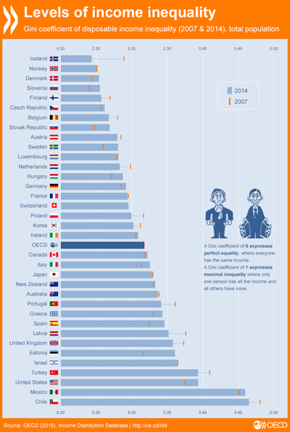 Levels of income inequality
Gini coefficient of disposable income inequality (2007 & 2014), total population
0.20 0.25 0.30 0.35 0.40 0.45 0.50
Iceland
Norway
Denmark
Slovenia
Finland
Czech Republic
Belgium
Slovak Republic
Austria
Sweden
Luxembourg
Netherlands
Hungary
Germany
France
Switzerland
Poland
Korea
Ireland
OECD
Canada
Italy
Japan
New Zealand
Australia
Portugal
Greece
Spain
Latvia
United Kingdom
Estonia
Israel
Turkey
United States
Mexico
Chile
2014
2007
A Gini coefficient of 0 expresses
perfect equality, where everyone
has the same income.
A Gini coefficient of 1 expresses
maximal inequality where only
one person has all the income and
all others have none.
0.20 0.25 0.30 0.35 0.40 0.45 0.50
Source: OECD (2016), Income Distribution Database | http://oe.cd/idd
OECD